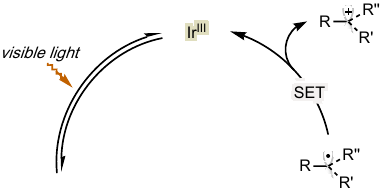 visible light
Ir^III
R + R"
R'
SET
R • R"
R'